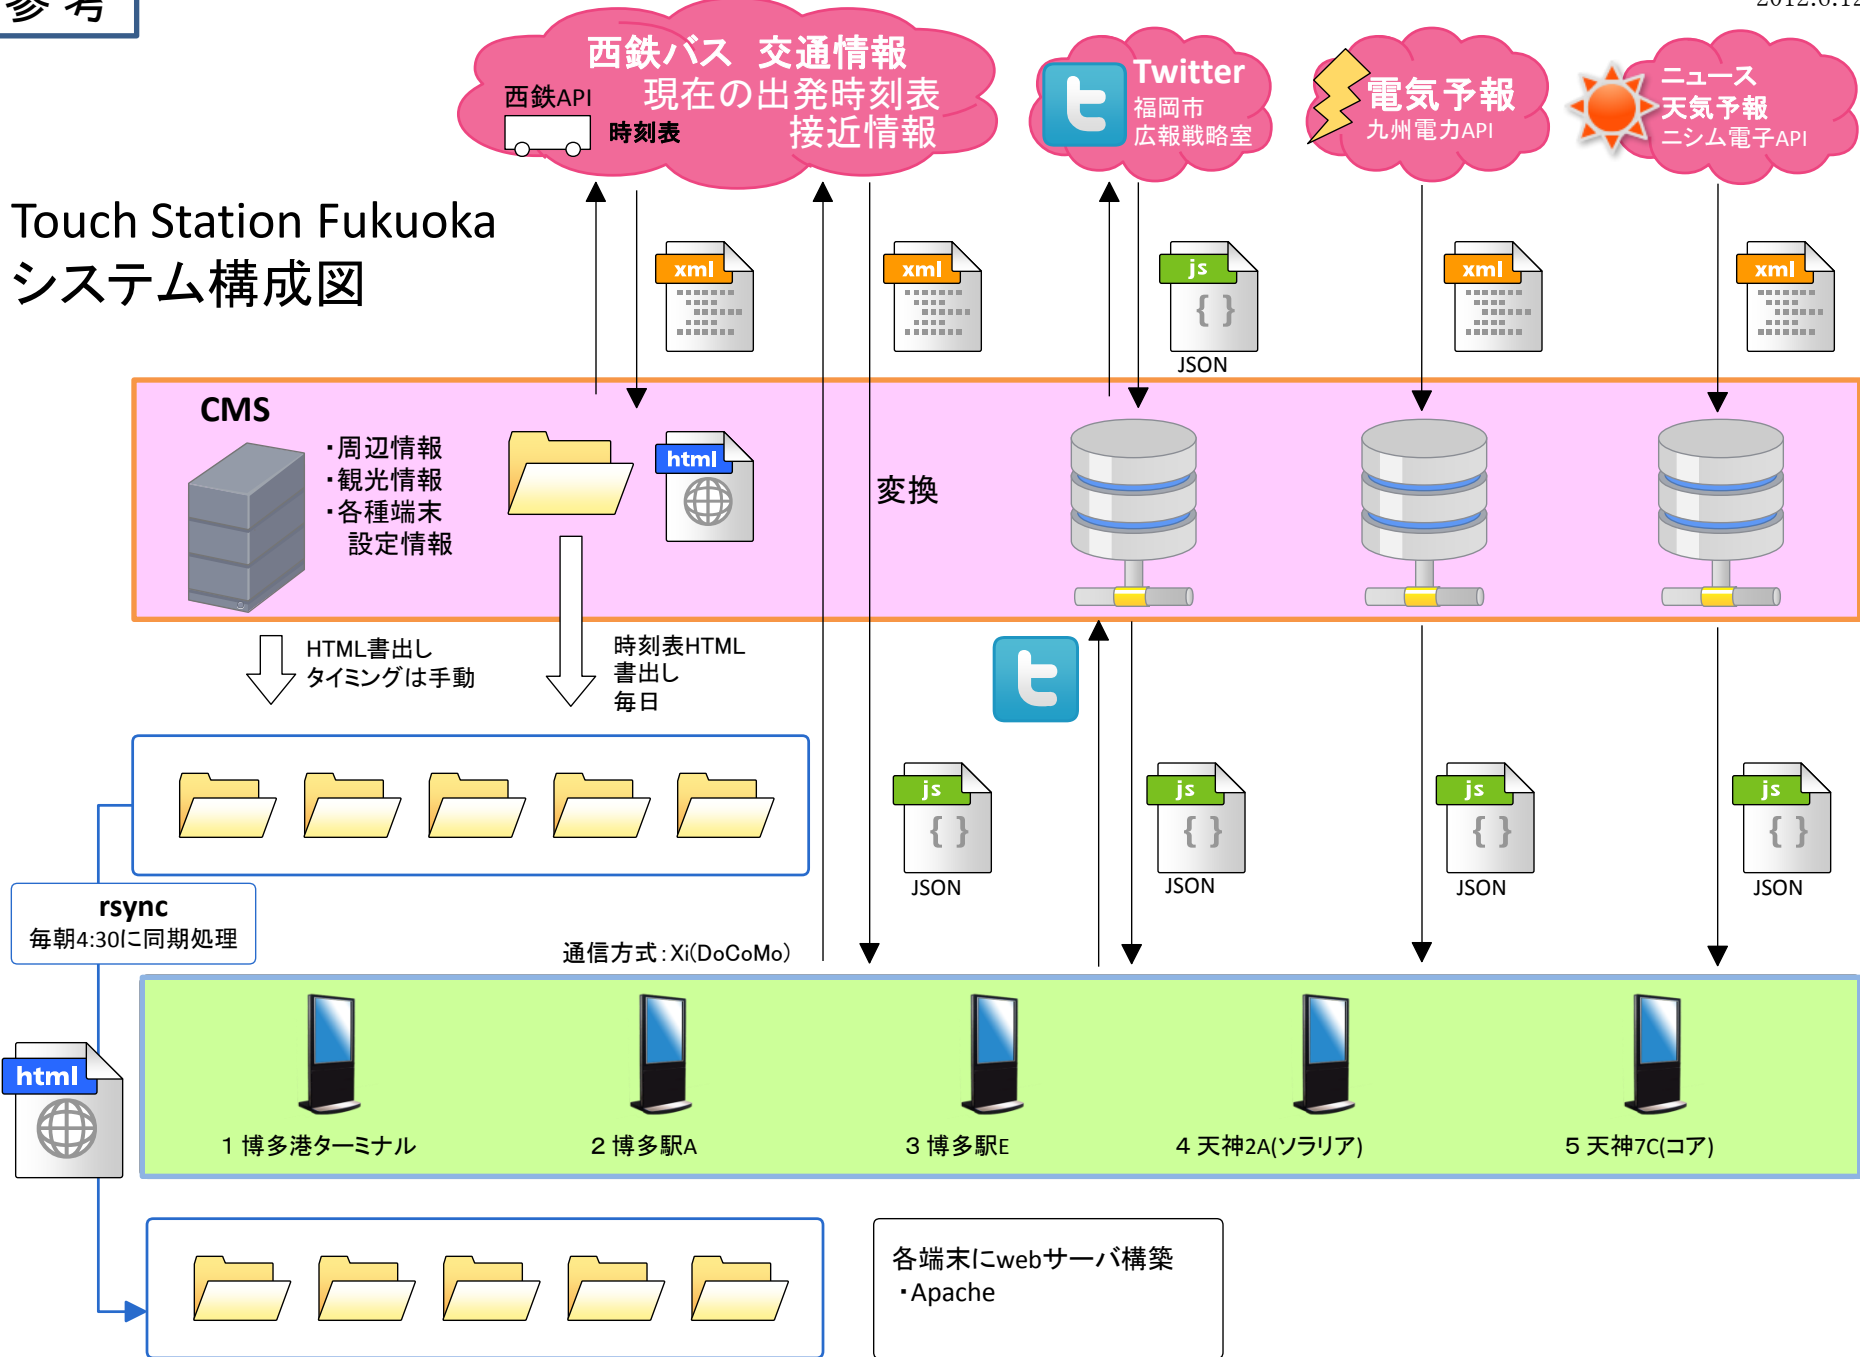 参 考
西鉄バス 交通情報
西鉄API
現在の出発時刻表
時刻表
接近情報
Twitter
福岡市
広報戦略室
電気予報
九州電力API
ニュース
天気予報
ニシム電子API
Touch Station Fukuoka
システム構成図
xml
xml
js
{ }
JSON
xml
xml
CMS
・周辺情報
・観光情報
・各種端末
設定情報
html
変換
HTML書出し
タイミングは手動
時刻表HTML
書出し
毎日
js
{ }
JSON
js
{ }
JSON
js
{ }
JSON
js
{ }
JSON
rsync
毎朝4:30に同期処理
通信方式：Xi(DoCoMo)
html
1 博多港ターミナル
2 博多駅A
3 博多駅E
4 天神2A(ソラリア)
5 天神7C(コア)
各端末にwebサーバ構築
・Apache